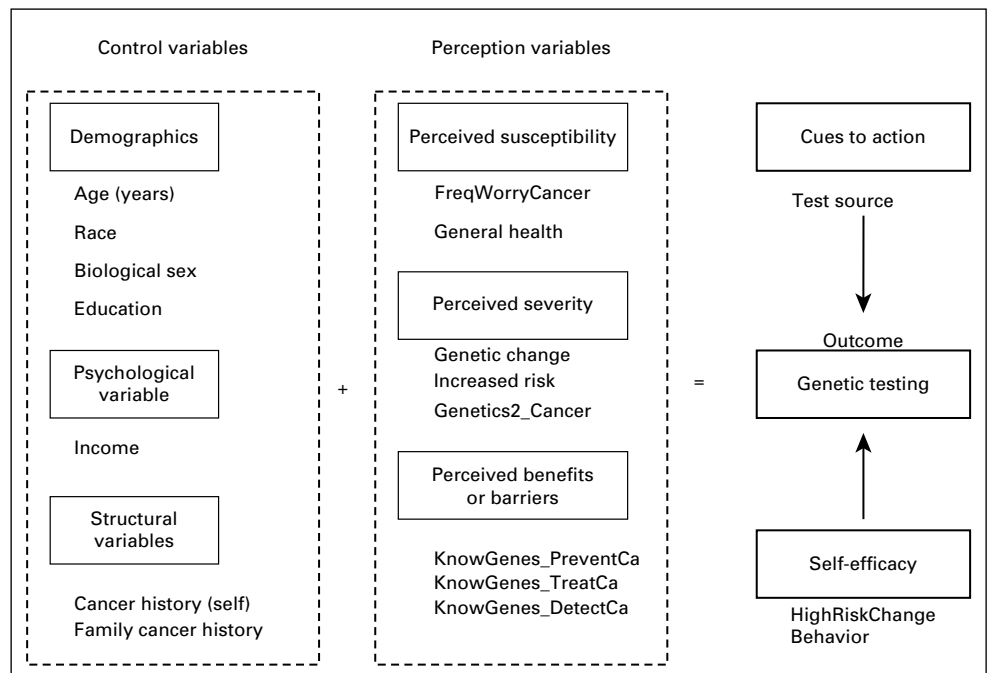 Control variables
Demographics
Age (years)
Race
Biological sex
Education
Psychological
variable
Income
Structural
variables
Cancer history (self)
Family cancer history
+
Perception variables
Perceived susceptibility
FreqWorryCancer
General health
Perceived severity
Genetic change
Increased risk
Genetics2_Cancer
Perceived benefits
or barriers
KnowGenes_PreventCa
KnowGenes_TreatCa
KnowGenes_DetectCa
=
Cues to action
Test source
Outcome
Genetic testing
Self-efficacy
HighRiskChange
Behavior